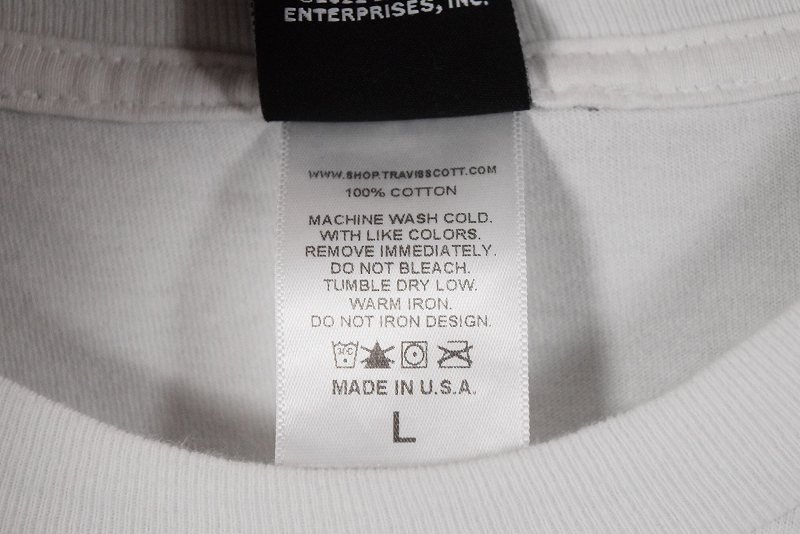 ENTERPRISES, INC.
WWW.SHOP.TRAVISSCOTT.COM
100% COTTON
MACHINE WASH COLD.
WITH LIKE COLORS.
REMOVE IMMEDIATELY.
DO NOT BLEACH.
TUMBLE DRY LOW.
WARM IRON.
DO NOT IRON DESIGN.
30°C
MADE IN U.S.A.
L